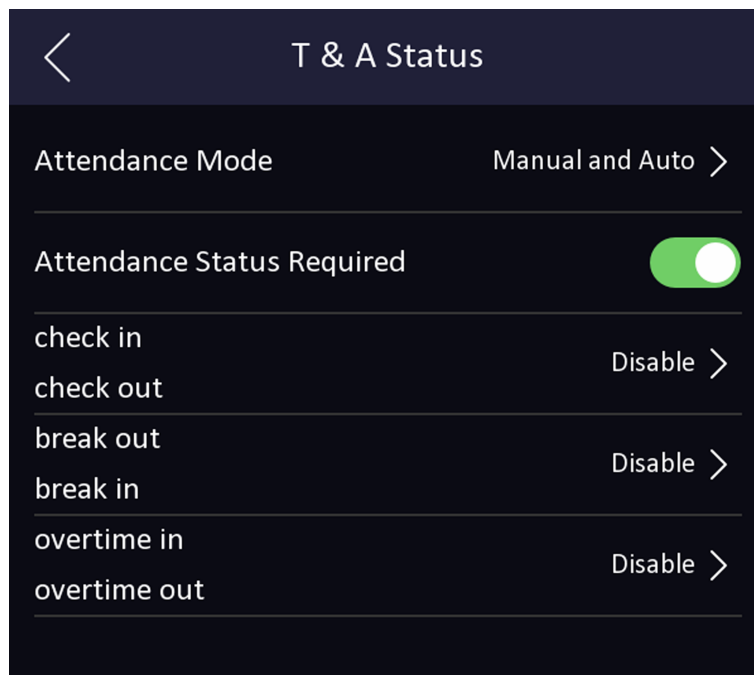 T & A Status
Attendance Mode Manual and Auto
Attendance Status Required
check in
check out
Disable
break out
break in
Disable
overtime in
overtime out
Disable